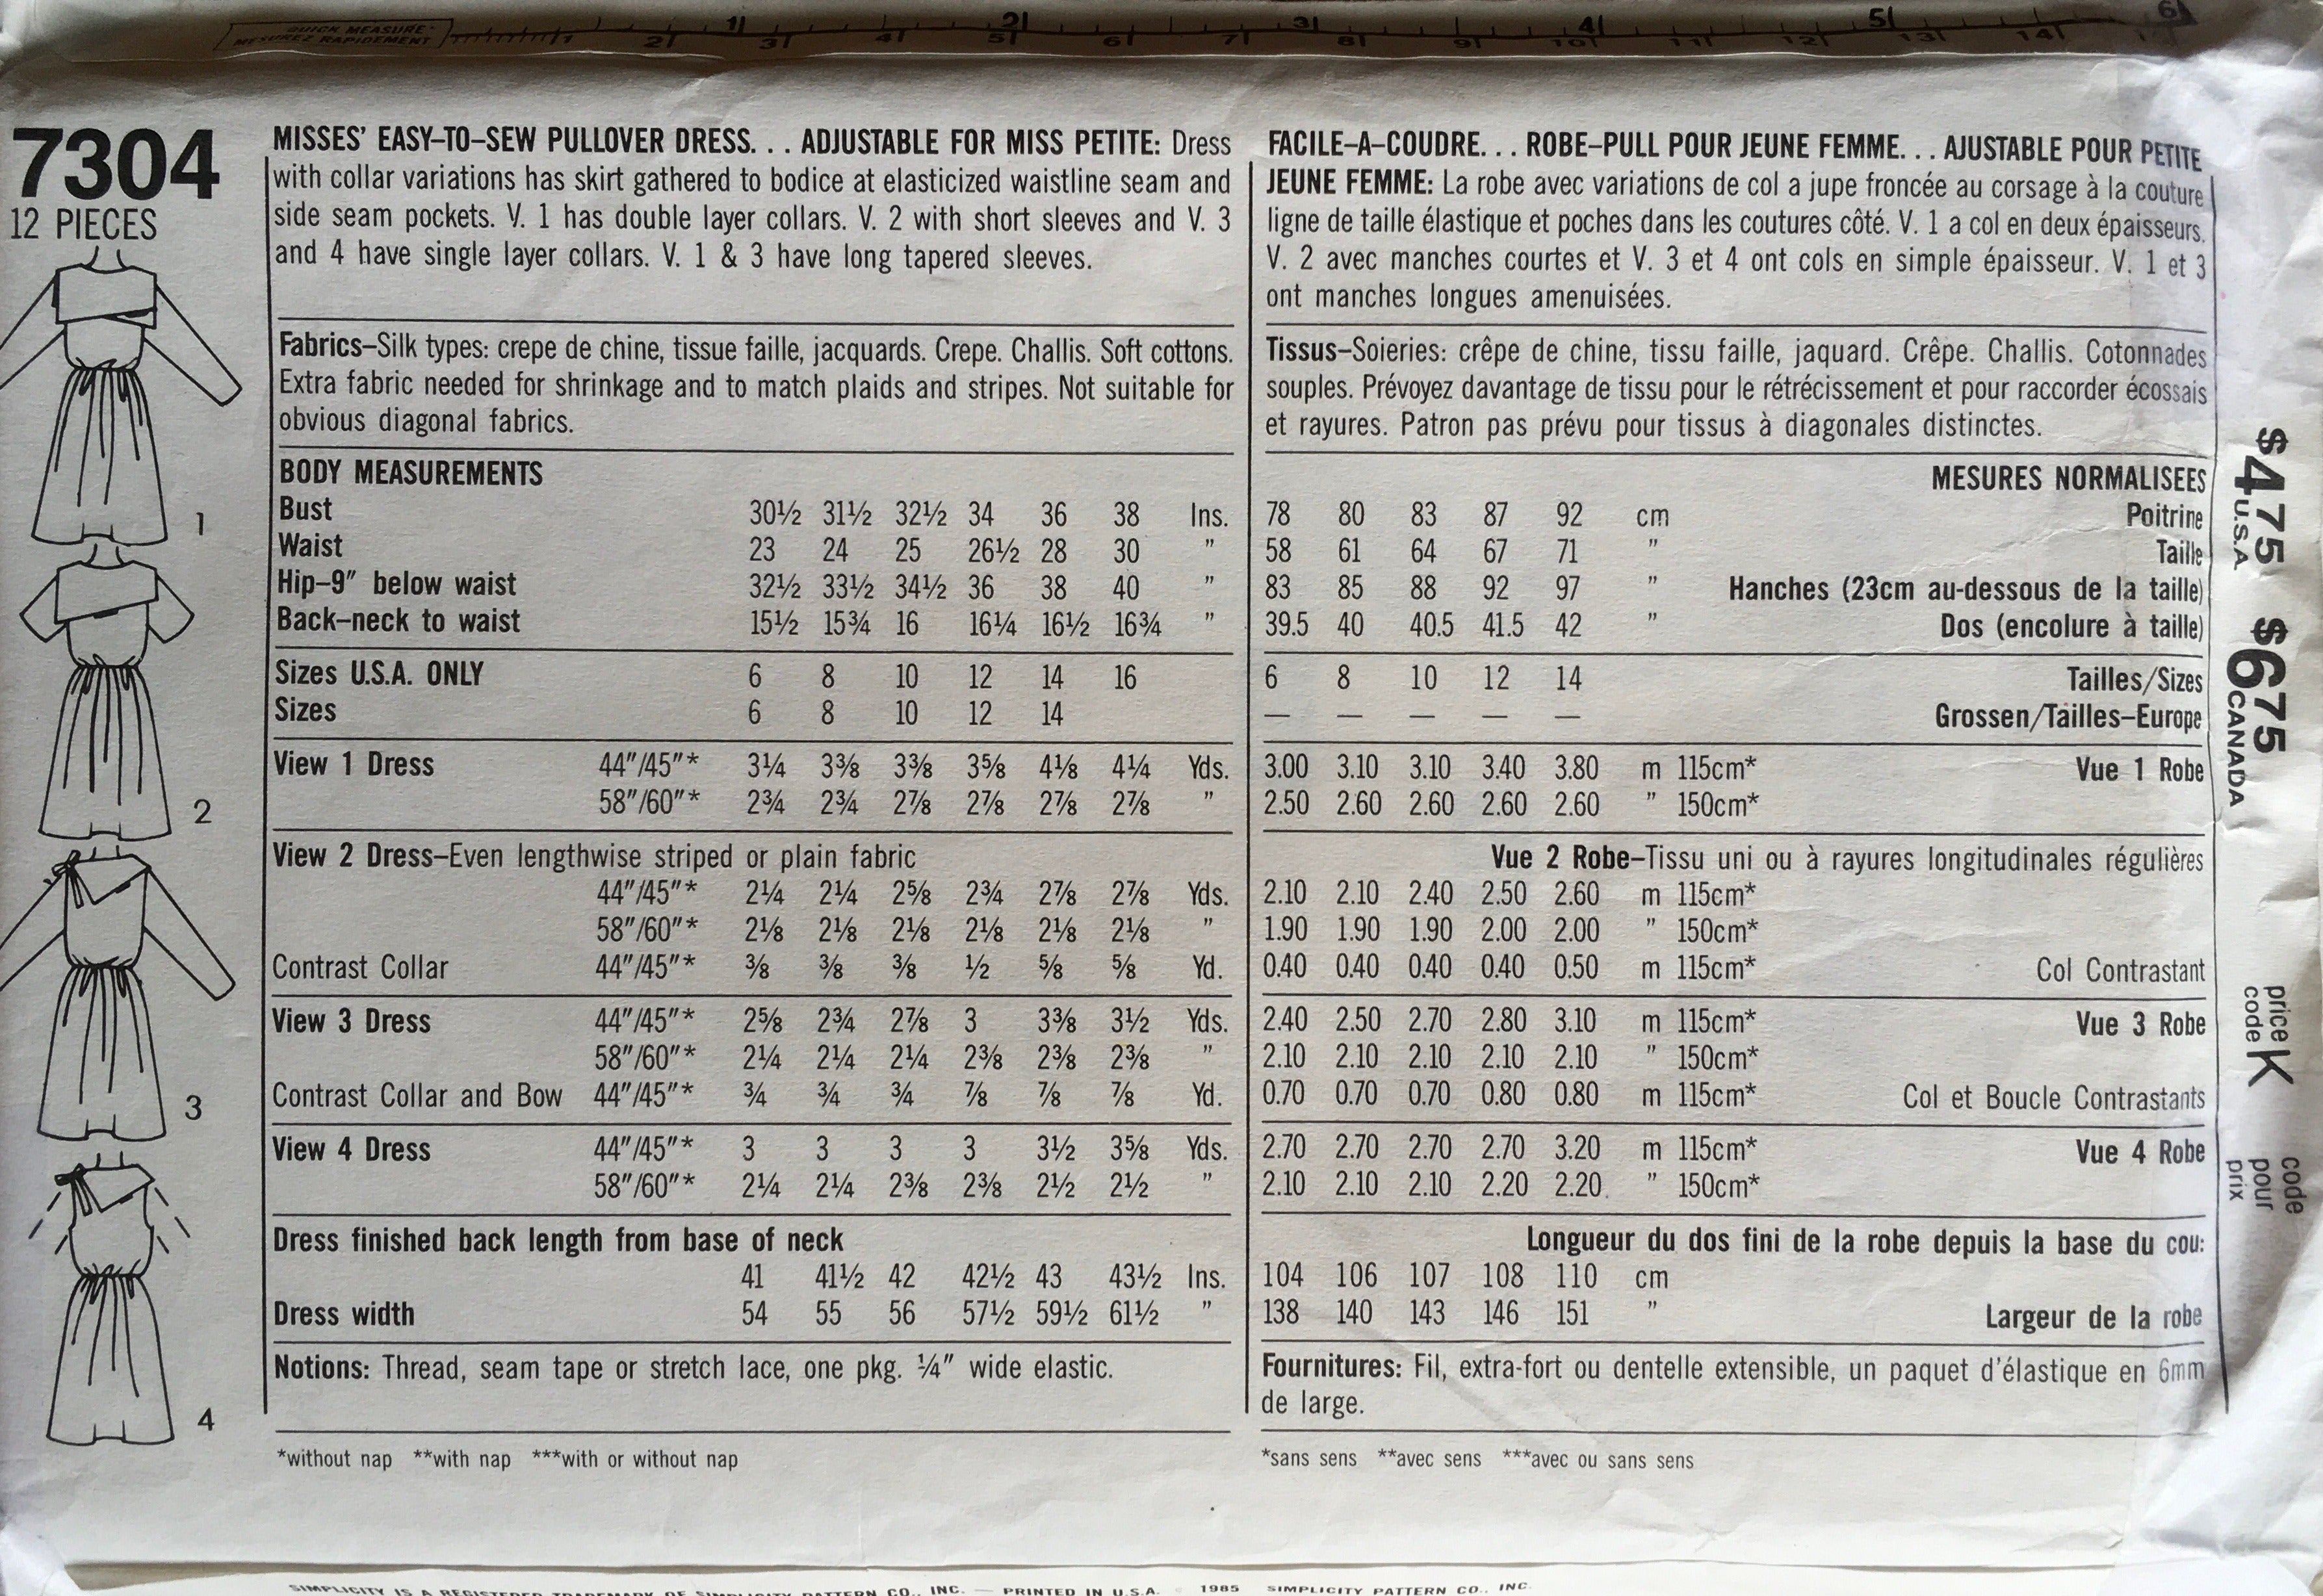 QUICK MEASURE
MESUREZ RAPIDEMENT
1 2 3 4 5 6
1 2 3 4 5 6 7 8 9 10 11 12 13 14
7304
12 PIECES
1
2
3
4
MISSES' EASY-TO-SEW PULLOVER DRESS. . . ADJUSTABLE FOR MISS PETITE: Dress
with collar variations has skirt gathered to bodice at elasticized waistline seam and
side seam pockets. V. 1 has double layer collars. V. 2 with short sleeves and V. 3
and 4 have single layer collars. V. 1 & 3 have long tapered sleeves.
Fabrics–Silk types: crepe de chine, tissue faille, jacquards. Crepe. Challis. Soft cottons.
Extra fabric needed for shrinkage and to match plaids and stripes. Not suitable for
obvious diagonal fabrics.
BODY MEASUREMENTS
Bust 30½ 31½ 32½ 34 36 38 Ins.
Waist 23 24 25 26½ 28 30 ″
Hip–9″ below waist 32½ 33½ 34½ 36 38 40 ″
Back–neck to waist 15½ 15¾ 16 16¼ 16½ 16¾ ″
Sizes U.S.A. ONLY 6 8 10 12 14 16
Sizes 6 8 10 12 14
View 1 Dress 44″/45″* 3¼ 3⅜ 3⅜ 3⅝ 4⅛ 4¼ Yds.
58″/60″* 2¾ 2¾ 2⅞ 2⅞ 2⅞ 2⅞ ″
View 2 Dress–Even lengthwise striped or plain fabric
44″/45″* 2¼ 2¼ 2⅝ 2¾ 2⅞ 2⅞ Yds.
58″/60″* 2⅛ 2⅛ 2⅛ 2⅛ 2⅛ 2⅛ ″
Contrast Collar 44″/45″* ⅜ ⅜ ⅜ ½ ⅝ ⅝ Yd.
View 3 Dress 44″/45″* 2⅝ 2¾ 2⅞ 3 3⅜ 3½ Yds.
58″/60″* 2¼ 2¼ 2¼ 2⅜ 2⅜ 2⅜ ″
Contrast Collar and Bow 44″/45″* ¾ ¾ ¾ ⅞ ⅞ ⅞ Yd.
View 4 Dress 44″/45″* 3 3 3 3 3½ 3⅝ Yds.
58″/60″* 2¼ 2¼ 2⅜ 2⅜ 2½ 2½ ″
Dress finished back length from base of neck
41 41½ 42 42½ 43 43½ Ins.
Dress width 54 55 56 57½ 59½ 61½ ″
Notions: Thread, seam tape or stretch lace, one pkg. ¼″ wide elastic.
*without nap **with nap ***with or without nap
FACILE–A–COUDRE. . . ROBE–PULL POUR JEUNE FEMME. . . AJUSTABLE POUR PETITE
JEUNE FEMME: La robe avec variations de col a jupe froncée au corsage à la couture
ligne de taille élastique et poches dans les coutures côté. V. 1 a col en deux épaisseurs.
V. 2 avec manches courtes et V. 3 et 4 ont cols en simple épaisseur. V. 1 et 3
ont manches longues amenuisées.
Tissus–Soieries: crêpe de chine, tissu faille, jaquard. Crêpe. Challis. Cotonnades
souples. Prévoyez davantage de tissu pour le rétrécissement et pour raccorder écossais
et rayures. Patron pas prévu pour tissus à diagonales distinctes.
MESURES NORMALISEES
78 80 83 87 92 cm Poitrine
58 61 64 67 71 ″ Taille
83 85 88 92 97 ″ Hanches (23cm au-dessous de la taille)
39.5 40 40.5 41.5 42 ″ Dos (encolure à taille)
6 8 10 12 14 Tailles/Sizes
— — — — — Grossen/Tailles–Europe
3.00 3.10 3.10 3.40 3.80 m 115cm* Vue 1 Robe
2.50 2.60 2.60 2.60 2.60 ″ 150cm*
Vue 2 Robe–Tissu uni ou à rayures longitudinales régulières
2.10 2.10 2.40 2.50 2.60 m 115cm*
1.90 1.90 1.90 2.00 2.00 ″ 150cm*
0.40 0.40 0.40 0.40 0.50 m 115cm* Col Contrastant
2.40 2.50 2.70 2.80 3.10 m 115cm* Vue 3 Robe
2.10 2.10 2.10 2.10 2.10 ″ 150cm*
0.70 0.70 0.70 0.80 0.80 m 115cm* Col et Boucle Contrastants
2.70 2.70 2.70 2.70 3.20 m 115cm* Vue 4 Robe
2.10 2.10 2.10 2.20 2.20 ″ 150cm*
Longueur du dos fini de la robe depuis la base du cou:
104 106 107 108 110 cm
138 140 143 146 151 ″ Largeur de la robe
Fournitures: Fil, extra-fort ou dentelle extensible, un paquet d'élastique en 6mm
de large.
*sans sens **avec sens ***avec ou sans sens
$4.75 U.S.A. $6.75 CANADA
price code K
code pour prix
SIMPLICITY IS A REGISTERED TRADEMARK OF SIMPLICITY PATTERN CO., INC. — PRINTED IN U.S.A. 1985 SIMPLICITY PATTERN CO., INC.